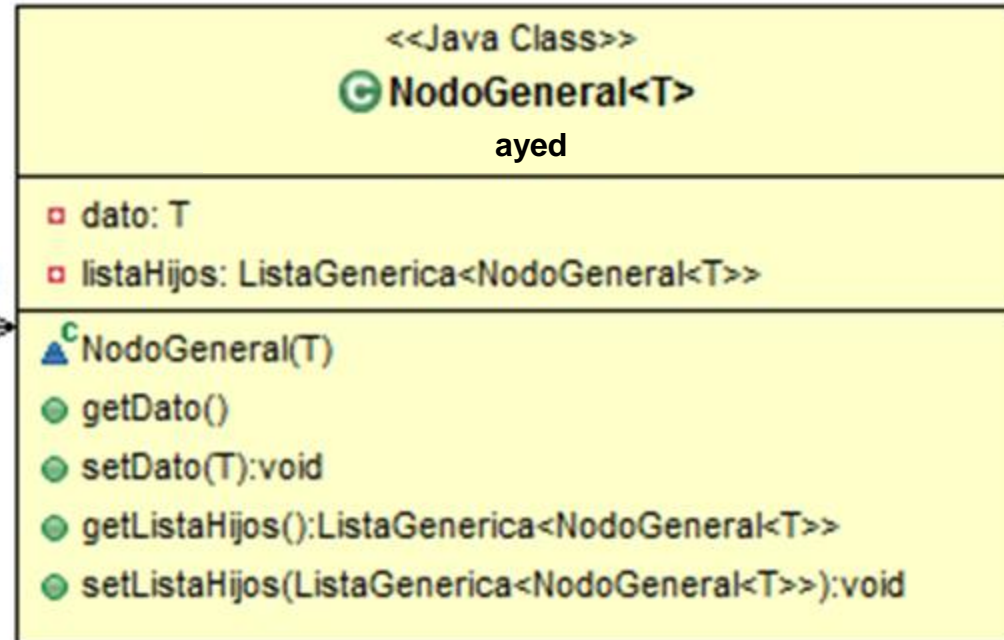 <<Java Class>>
NodoGeneral<T>
ayed
dato: T
listaHijos: ListaGenerica<NodoGeneral<T>>
NodoGeneral(T)
getDato()
setDato(T):void
getListaHijos():ListaGenerica<NodoGeneral<T>>
setListaHijos(ListaGenerica<NodoGeneral<T>>):void